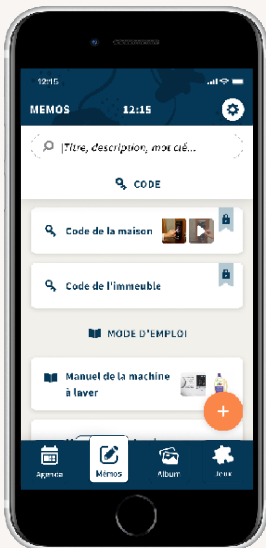 12:15
MEMOS 12:15
Titre, description, mot clé...
CODE
Code de la maison
Code de l'immeuble
MODE D'EMPLOI
Manuel de la machine
à laver
+
Agenda Mémos Album Jeux